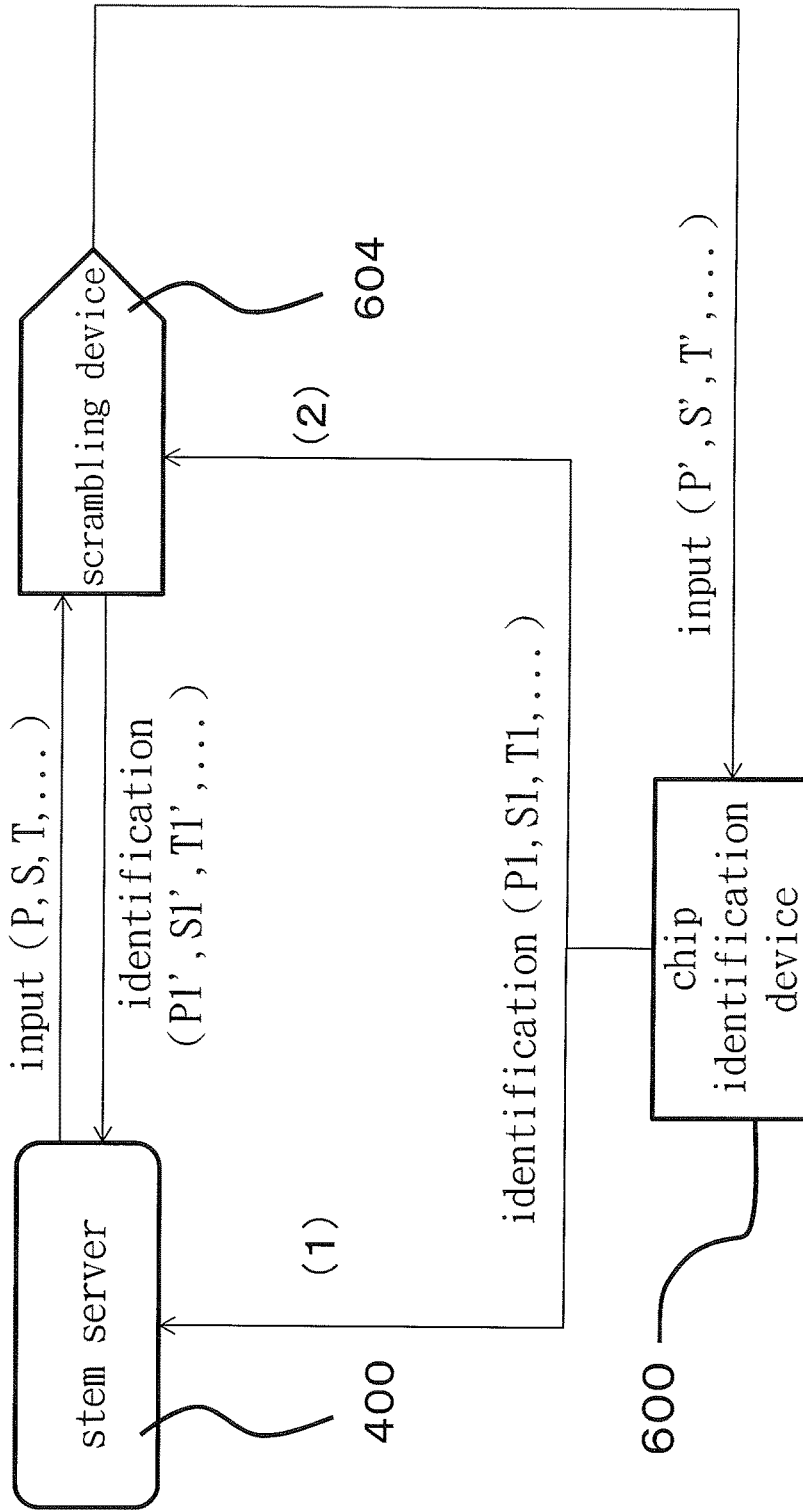 stem server
400
input (P,S,T,....)
identification
(P1',S1',T1',...)
scrambling device
604
(1)
(2)
identification (P1,S1,T1,...)
input (P',S',T',...)
chip
identification
device
600